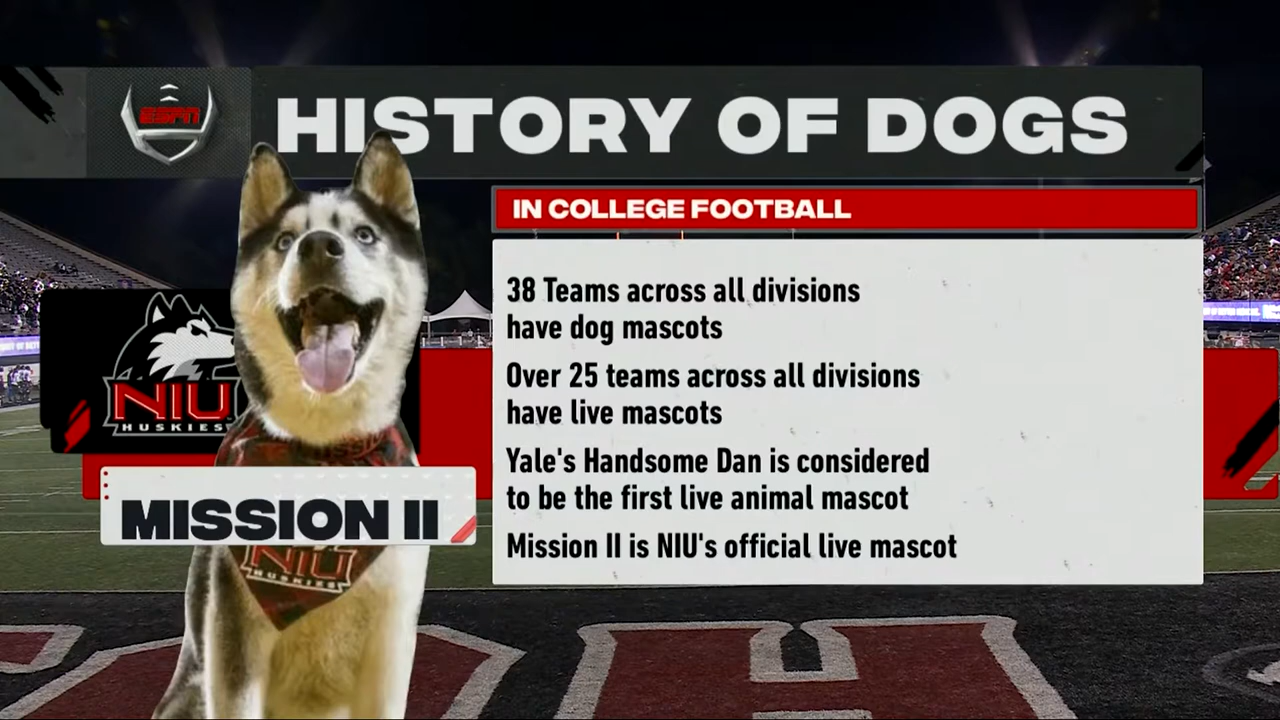 ESPN
HISTORY OF DOGS
IN COLLEGE FOOTBALL
38 Teams across all divisions
have dog mascots
Over 25 teams across all divisions
have live mascots
Yale's Handsome Dan is considered
to be the first live animal mascot
Mission II is NIU's official live mascot
NIU
HUSKIES
MISSION II
NIU
HUSKIES